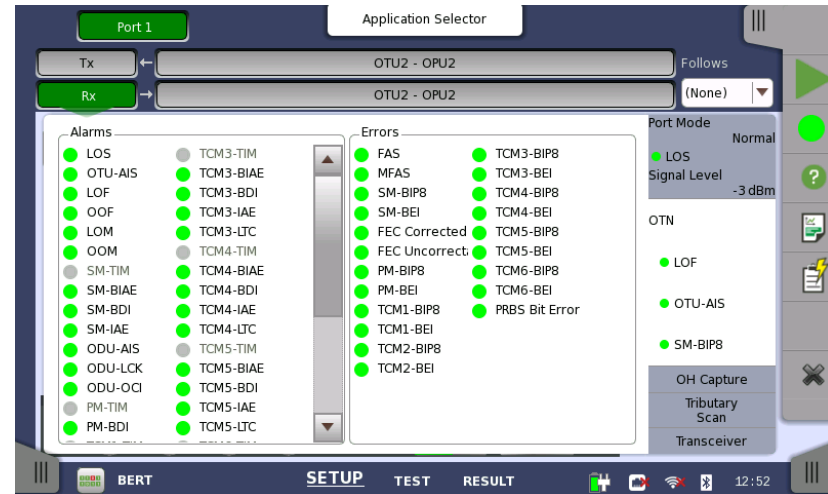 Port 1
Application Selector
Tx
OTU2 - OPU2
Follows
Rx
OTU2 - OPU2
(None)
Alarms
LOS
OTU-AIS
LOF
OOF
LOM
OOM
SM-TIM
SM-BIAE
SM-BDI
SM-IAE
ODU-AIS
ODU-LCK
ODU-OCI
PM-TIM
PM-BDI
TCM3-TIM
TCM3-BIAE
TCM3-BDI
TCM3-IAE
TCM3-LTC
TCM4-TIM
TCM4-BIAE
TCM4-BDI
TCM4-IAE
TCM4-LTC
TCM5-TIM
TCM5-BIAE
TCM5-BDI
TCM5-IAE
TCM5-LTC
Errors
FAS
MFAS
SM-BIP8
SM-BEI
FEC Corrected
FEC Uncorrect
PM-BIP8
PM-BEI
TCM1-BIP8
TCM1-BEI
TCM2-BIP8
TCM2-BEI
TCM3-BIP8
TCM3-BEI
TCM4-BIP8
TCM4-BEI
TCM5-BIP8
TCM5-BEI
TCM6-BIP8
TCM6-BEI
PRBS Bit Error
Port Mode
Normal
LOS
Signal Level
-3 dBm
OTN
LOF
OTU-AIS
SM-BIP8
OH Capture
Tributary
Scan
Transceiver
BERT
SETUP
TEST
RESULT
12:52